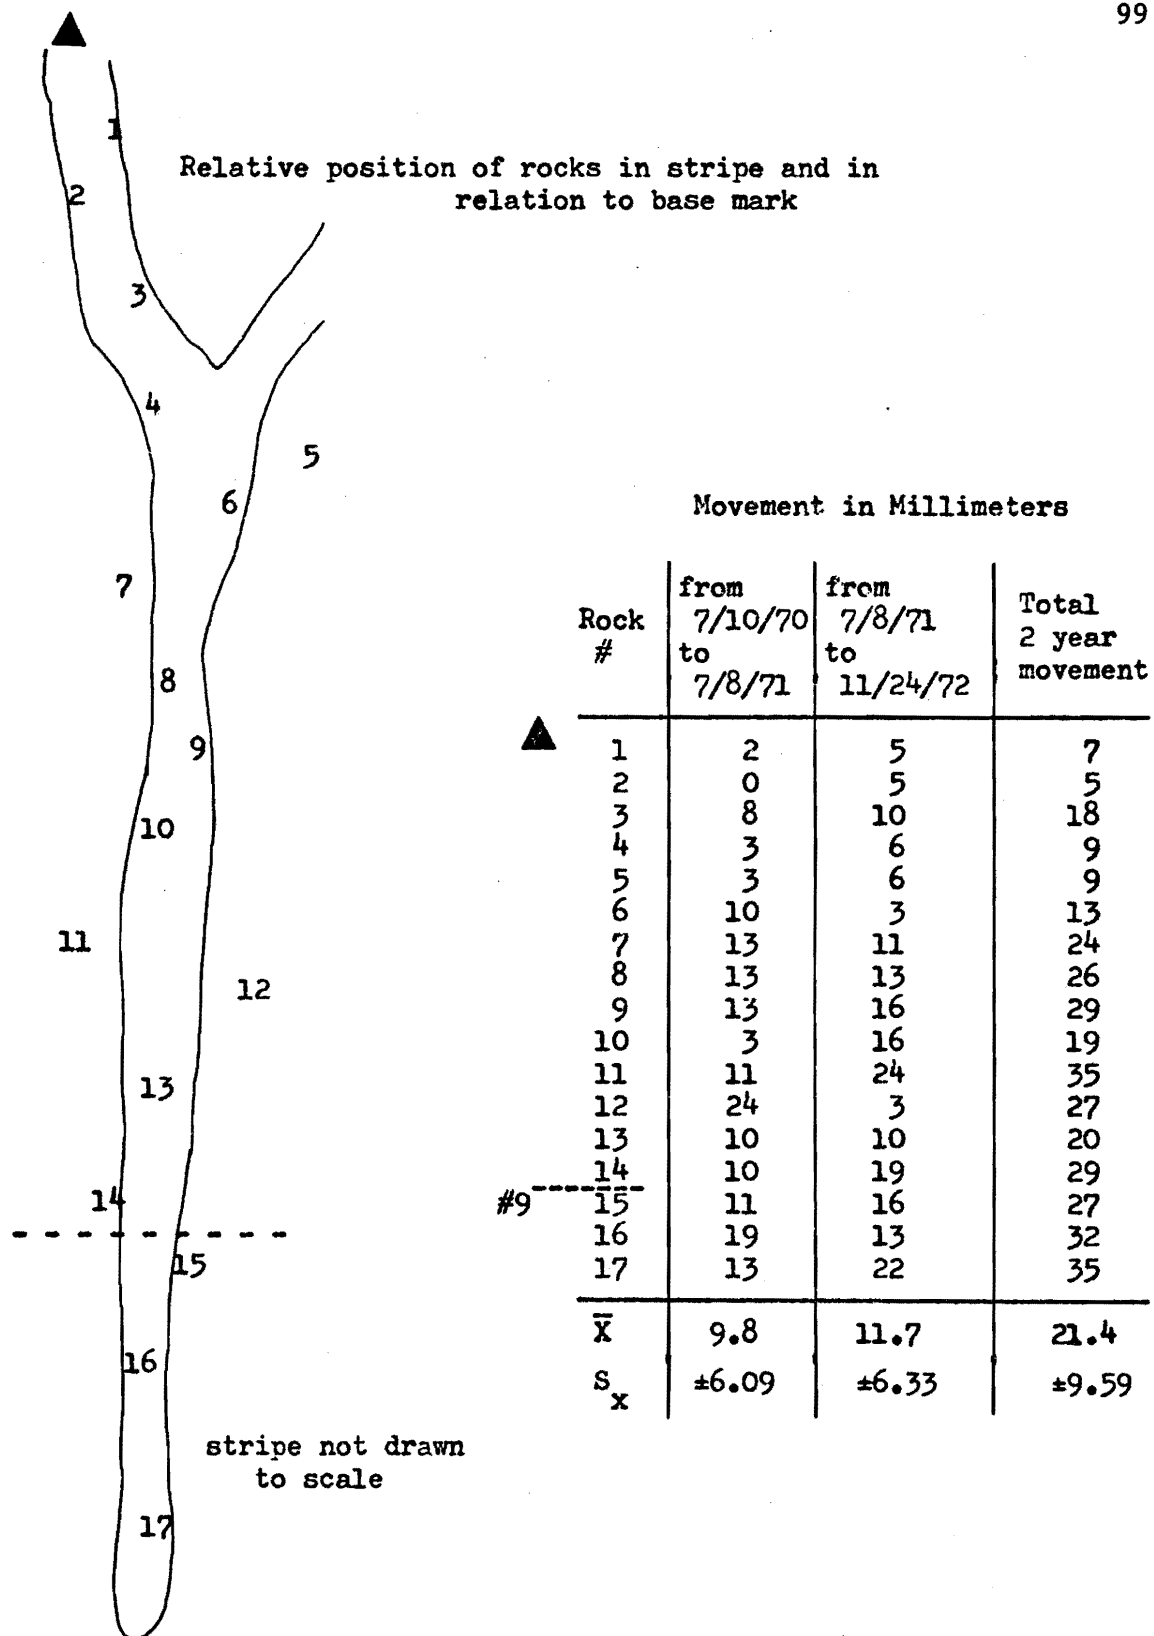 99
Relative position of rocks in stripe and in
relation to base mark
1
2
3
4
5
6
7
8
9
10
11
12
13
14
15
16
17
stripe not drawn
to scale
Movement in Millimeters
Rock # from 7/10/70 to 7/8/71 from 7/8/71 to 11/24/72 Total 2 year movement
1 2 5 7
2 0 5 5
3 8 10 18
4 3 6 9
5 3 6 9
6 10 3 13
7 13 11 24
8 13 13 26
9 13 16 29
10 3 16 19
11 11 24 35
12 24 3 27
13 10 10 20
14 10 19 29
#9
15 11 16 27
16 19 13 32
17 13 22 35
X̅ 9.8 11.7 21.4
Sx ±6.09 ±6.33 ±9.59